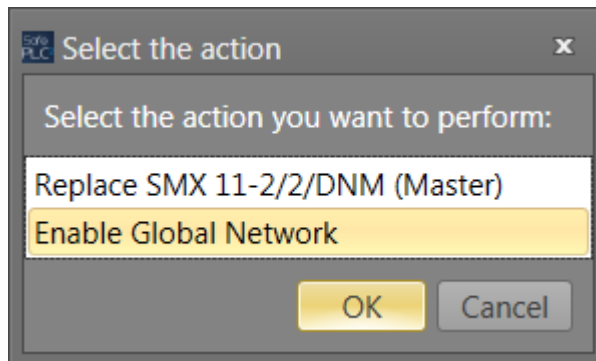 Safe
PLC
Select the action
x
Select the action you want to perform:
Replace SMX 11-2/2/DNM (Master)
Enable Global Network
OK
Cancel